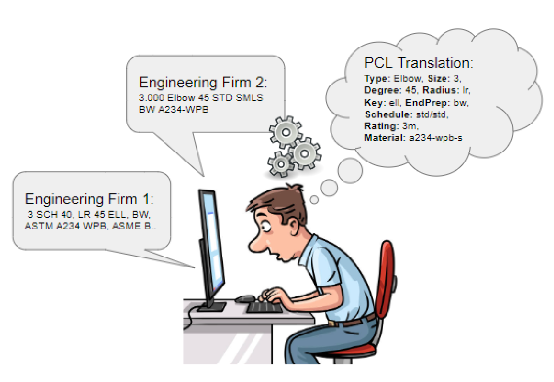 Engineering Firm 2:
3.000 Elbow 45 STD SMLS
BW A234-WPB
PCL Translation:
Type: Elbow, Size: 3,
Degree: 45, Radius: lr,
Key: ell, EndPrep: bw,
Schedule: std/std,
Rating: 3m,
Material: a234-wpb-s
Engineering Firm 1:
3 SCH 40, LR 45 ELL, BW,
ASTM A234 WPB, ASME B